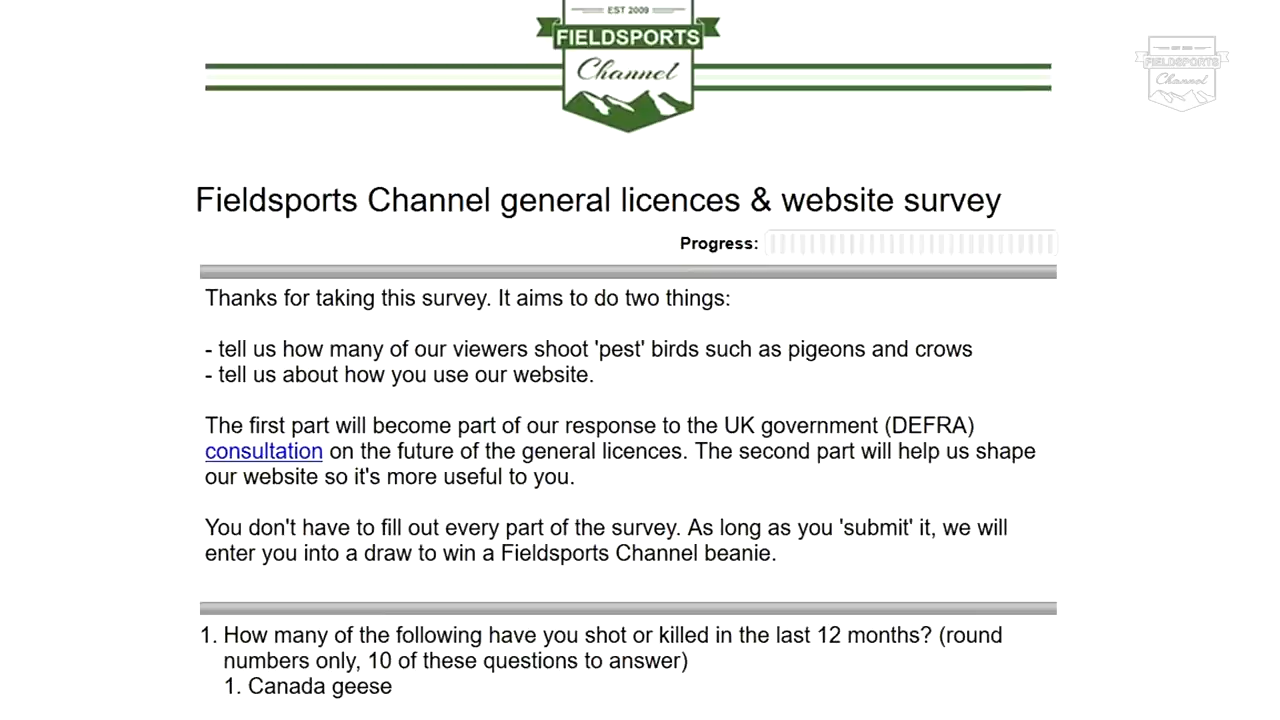 EST 2009
FIELDSPORTS
Channel
FIELDSPORTS
Channel
Fieldsports Channel general licences & website survey
Progress:
Thanks for taking this survey. It aims to do two things:
- tell us how many of our viewers shoot 'pest' birds such as pigeons and crows
- tell us about how you use our website.
The first part will become part of our response to the UK government (DEFRA)
consultation on the future of the general licences. The second part will help us shape
our website so it's more useful to you.
You don't have to fill out every part of the survey. As long as you 'submit' it, we will
enter you into a draw to win a Fieldsports Channel beanie.
1. How many of the following have you shot or killed in the last 12 months? (round
numbers only, 10 of these questions to answer)
1. Canada geese